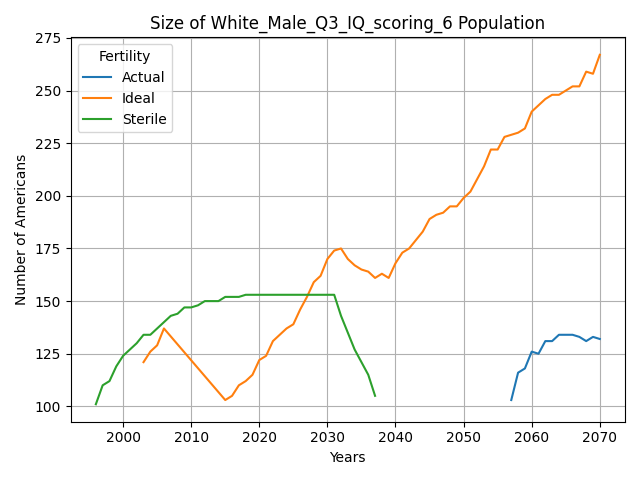 Size of White_Male_Q3_IQ_scoring_6 Population
275
250
225
200
175
150
125
100
Number of Americans
Fertility
Actual
Ideal
Sterile
2000 2010 2020 2030 2040 2050 2060 2070
Years